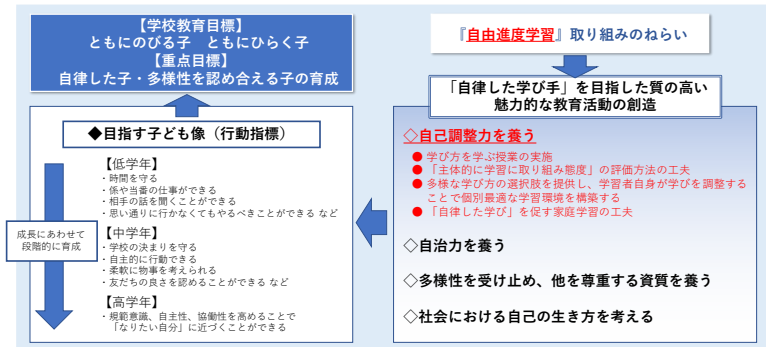 【学校教育目標】
ともにのびる子　ともにひらく子
【重点目標】
自律した子・多様性を認め合える子の育成
◆目指す子ども像（行動指標）
【低学年】
・時間を守る
・係や当番の仕事ができる
・相手の話を聞くことができる
・思い通りに行かなくてもやるべきことができる など
【中学年】
・学校の決まりを守る
・自主的に行動できる
・柔軟に物事を考えられる
・友だちの良さを認めることができる など
【高学年】
・規範意識、自主性、協働性を高めることで
「なりたい自分」に近づくことができる
成長にあわせて
段階的に育成
『自由進度学習』取り組みのねらい
「自律した学び手」を目指した質の高い
魅力的な教育活動の創造
◇自己調整力を養う
● 学び方を学ぶ授業の実施
● 「主体的に学習に取り組み態度」の評価方法の工夫
● 多様な学び方の選択肢を提供し、学習者自身が学びを調整する
ことで個別最適な学習環境を構築する
● 「自律した学び」を促す家庭学習の工夫
◇自治力を養う
◇多様性を受け止め、他を尊重する資質を養う
◇社会における自己の生き方を考える